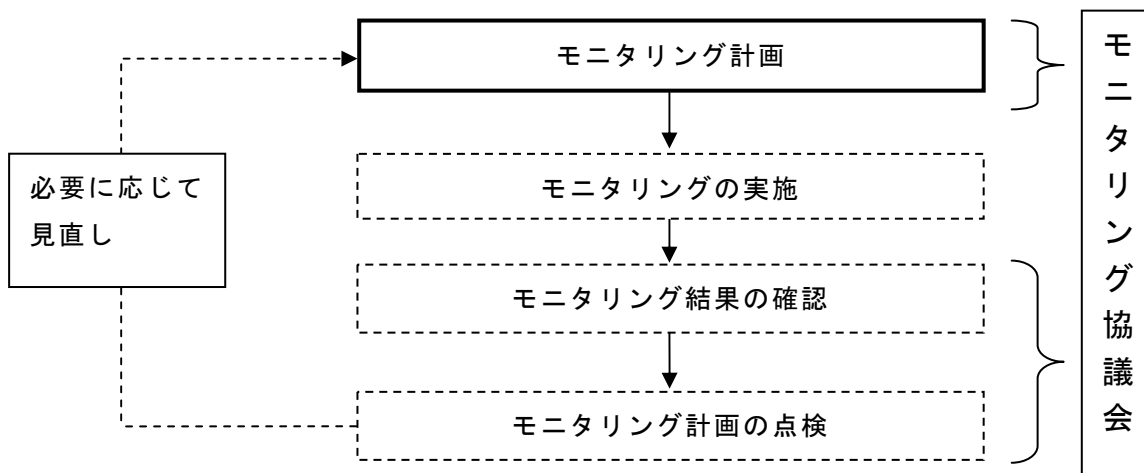 モニタリング計画
モニタリングの実施
モニタリング結果の確認
モニタリング計画の点検
必要に応じて
見直し
モニタリング協議会